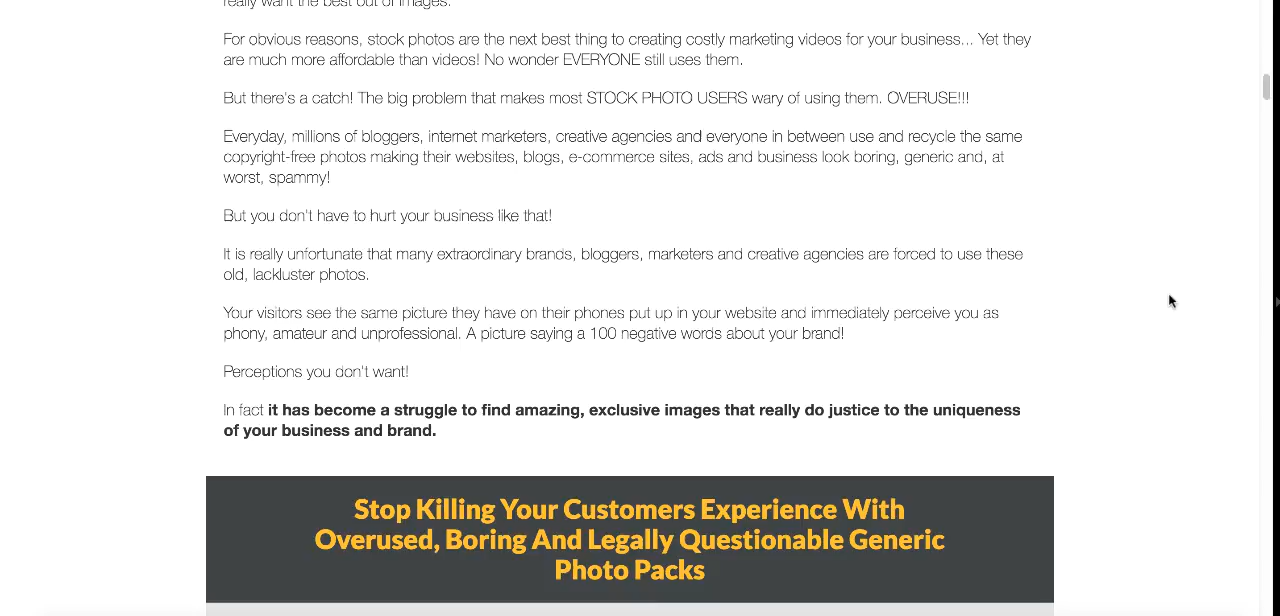 really want the best out of images.
For obvious reasons, stock photos are the next best thing to creating costly marketing videos for your business... Yet they
are much more affordable than videos! No wonder EVERYONE still uses them.
But there's a catch! The big problem that makes most STOCK PHOTO USERS wary of using them. OVERUSE!!!
Everyday, millions of bloggers, internet marketers, creative agencies and everyone in between use and recycle the same
copyright-free photos making their websites, blogs, e-commerce sites, ads and business look boring, generic and, at
worst, spammy!
But you don't have to hurt your business like that!
It is really unfortunate that many extraordinary brands, bloggers, marketers and creative agencies are forced to use these
old, lackluster photos.
Your visitors see the same picture they have on their phones put up in your website and immediately perceive you as
phony, amateur and unprofessional. A picture saying a 100 negative words about your brand!
Perceptions you don't want!
In fact it has become a struggle to find amazing, exclusive images that really do justice to the uniqueness
of your business and brand.
Stop Killing Your Customers Experience With
Overused, Boring And Legally Questionable Generic
Photo Packs